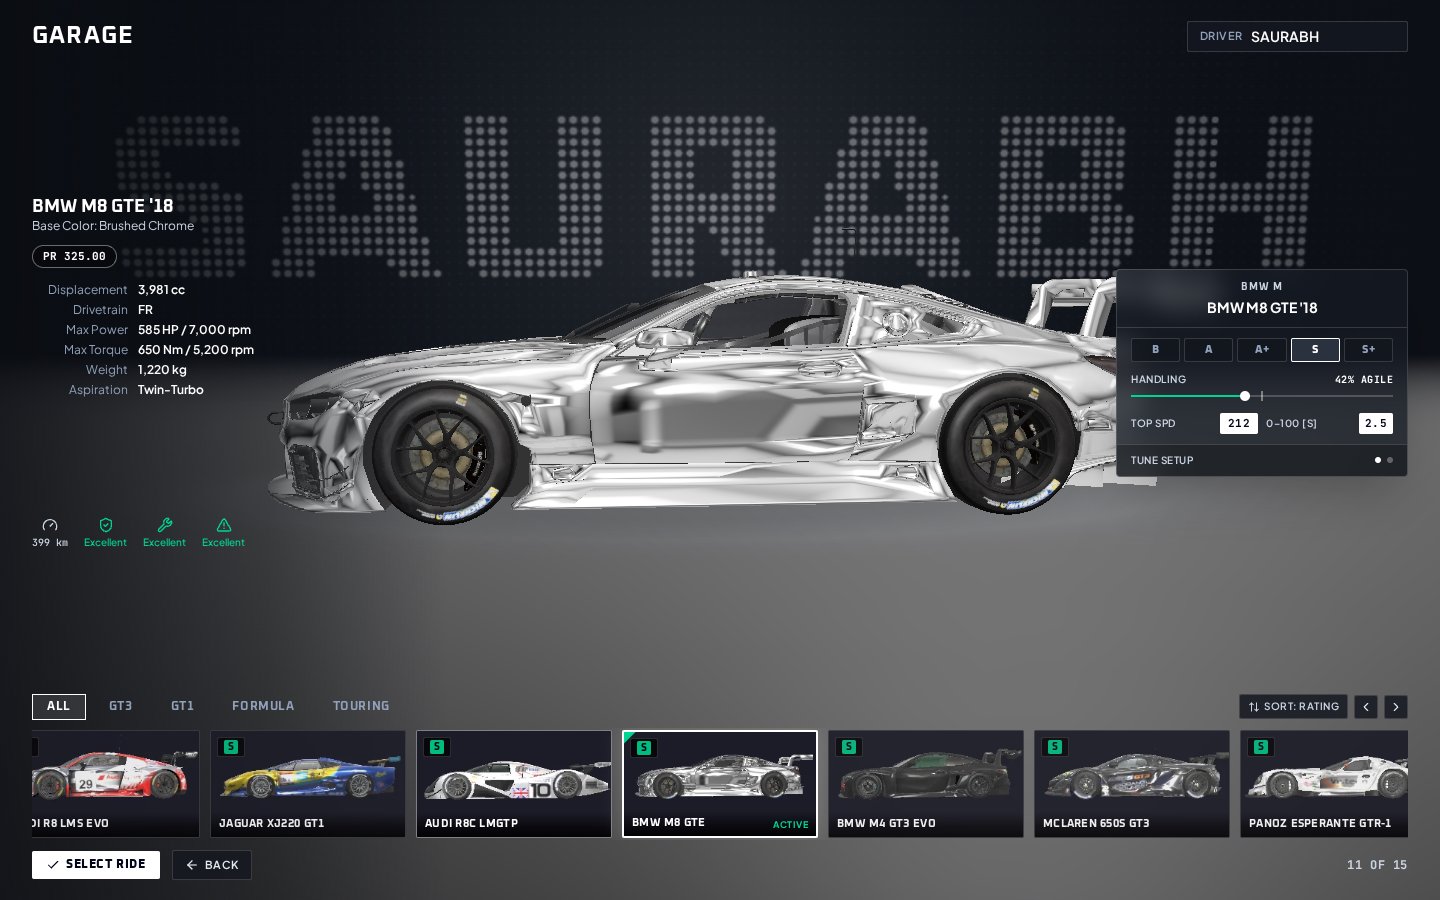 GARAGE
DRIVER SAURABH
SAURABH
BMW M8 GTE '18
Base Color: Brushed Chrome
PR 325.00
Displacement 3,981 cc
Drivetrain FR
Max Power 585 HP / 7,000 rpm
Max Torque 650 Nm / 5,200 rpm
Weight 1,220 kg
Aspiration Twin-Turbo
399 km Excellent Excellent Excellent
BMW M
BMW M8 GTE '18
B A A+ S S+
HANDLING 42% AGILE
TOP SPD 212 0-100 [S] 2.5
TUNE SETUP
ALL GT3 GT1 FORMULA TOURING
SORT: RATING
S S S S S S
29 10
DI R8 LMS EVO
JAGUAR XJ220 GT1
AUDI R8C LMGTP
BMW M8 GTE
ACTIVE
BMW M4 GT3 EVO
MCLAREN 650S GT3
PANOZ ESPERANTE GTR-1
SELECT RIDE
BACK
11 OF 15